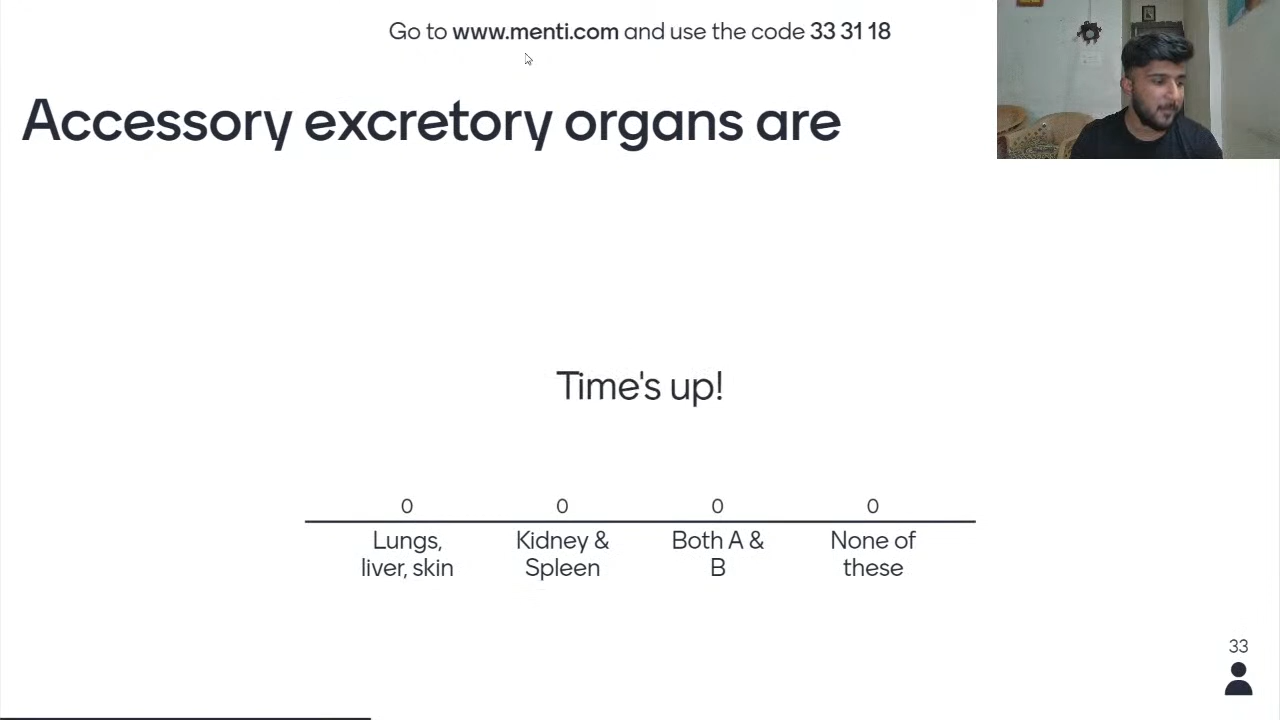 Go to www.menti.com and use the code 33 31 18
Accessory excretory organs are
Time's up!
0 0 0 0
Lungs, liver, skin
Kidney & Spleen
Both A & B
None of these
33